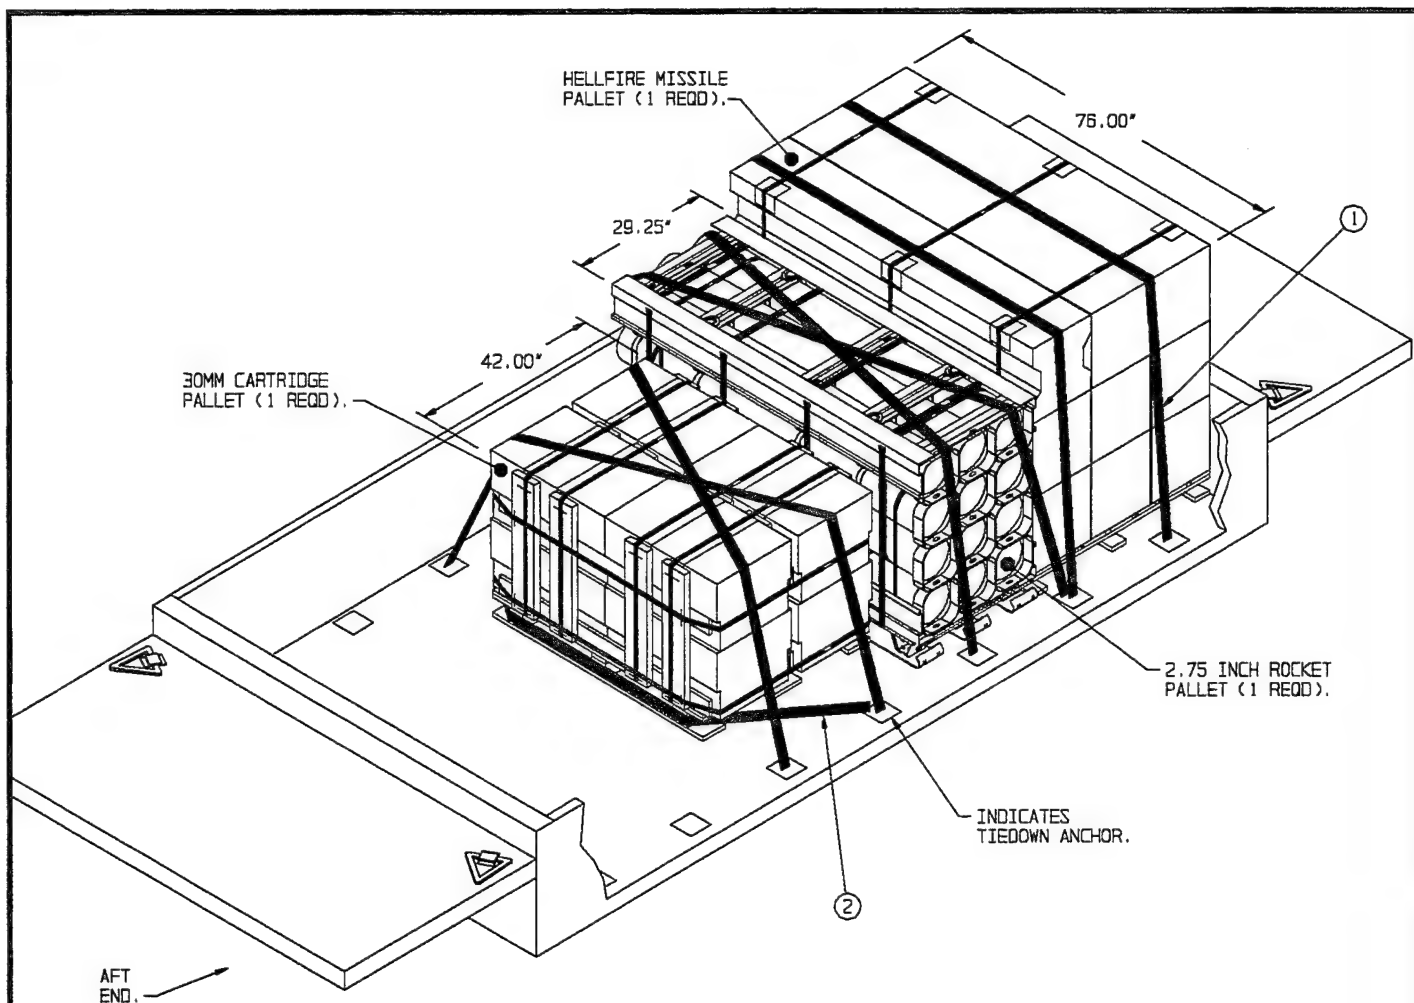 HELLFIRE MISSILE
PALLET (1 REQD).
76.00"
1
29.25"
42.00"
30MM CARTRIDGE
PALLET (1 REQD).
2.75 INCH ROCKET
PALLET (1 REQD).
INDICATES
TIEDOWN ANCHOR.
2
AFT
END.